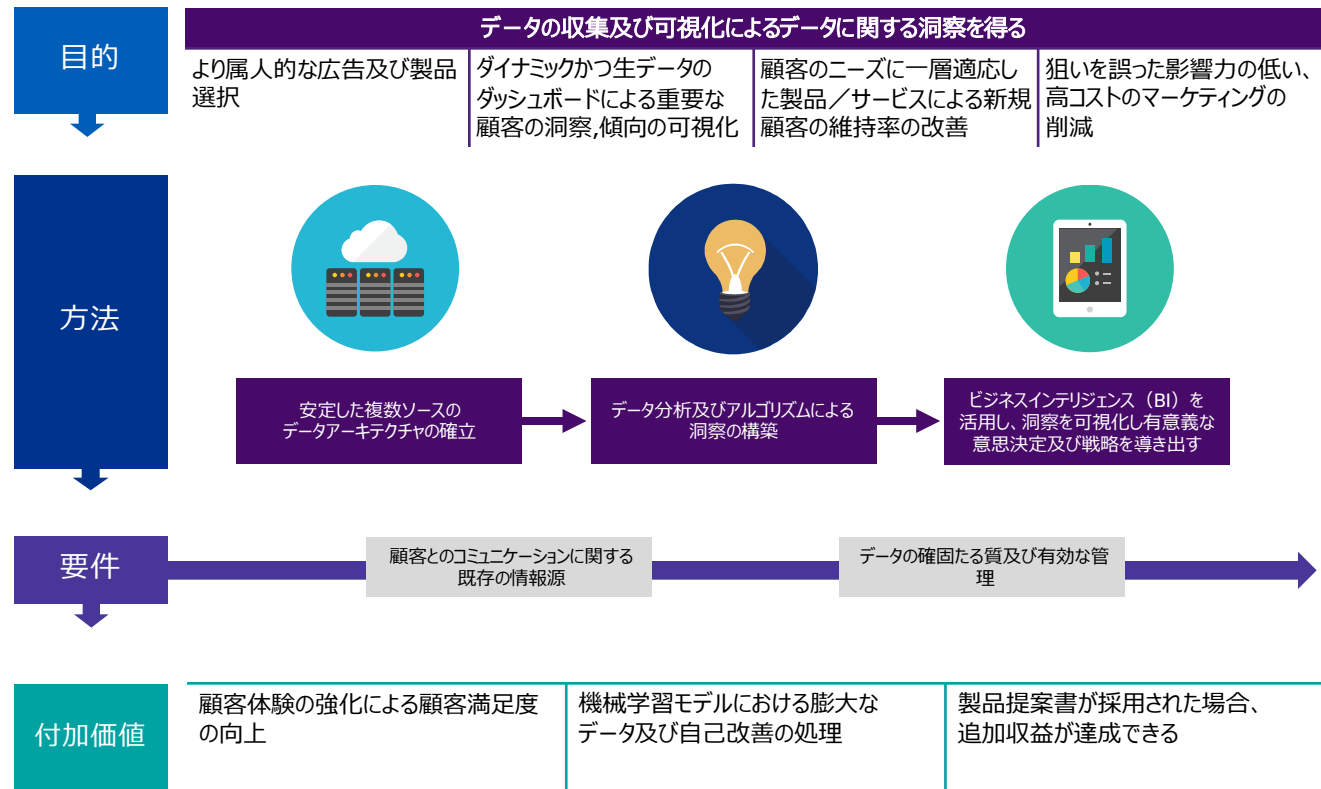 目的
データの収集及び可視化によるデータに関する洞察を得る
より属人的な広告及び製品
選択
ダイナミックかつ生データの
ダッシュボードによる重要な
顧客の洞察,傾向の可視化
顧客のニーズに一層適応し
た製品／サービスによる新規
顧客の維持率の改善
狙いを誤った影響力の低い、
高コストのマーケティングの
削減
方法
安定した複数ソースの
データアーキテクチャの確立
データ分析及びアルゴリズムによる
洞察の構築
ビジネスインテリジェンス（BI）を
活用し、洞察を可視化し有意義な
意思決定及び戦略を導き出す
要件
顧客とのコミュニケーションに関する
既存の情報源
データの確固たる質及び有効な管
理
付加価値
顧客体験の強化による顧客満足度
の向上
機械学習モデルにおける膨大な
データ及び自己改善の処理
製品提案書が採用された場合、
追加収益が達成できる